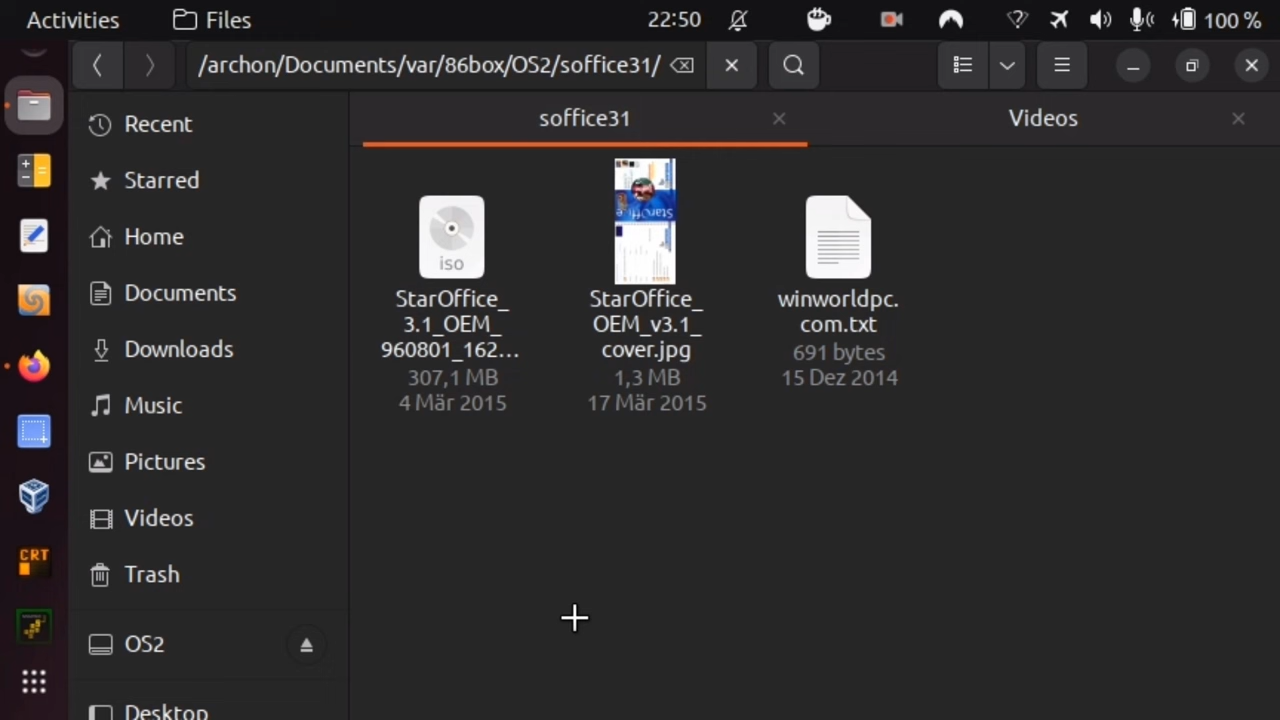 Activities
Files
22:50
100 %
/archon/Documents/var/86box/OS2/soffice31/
soffice31
Videos
Recent
Starred
Home
Documents
Downloads
Music
Pictures
Videos
Trash
OS2
Desktop
iso
StarOffice_
3.1_OEM_
960801_162...
307,1 MB
4 Mär 2015
StarOffice
StarOffice_
OEM_v3.1_
cover.jpg
1,3 MB
17 Mär 2015
winworldpc.
com.txt
691 bytes
15 Dez 2014
CRT